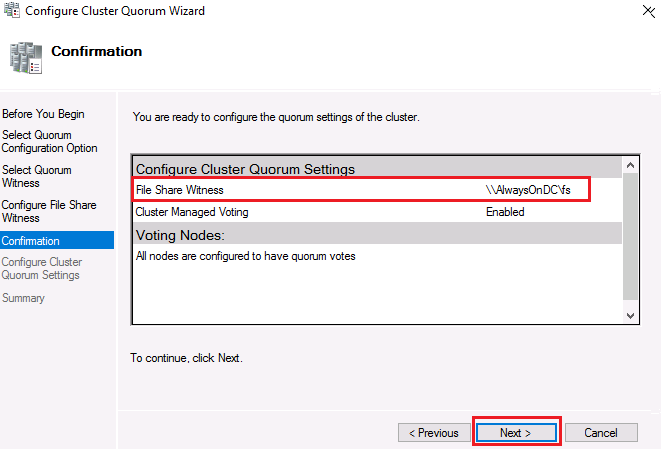 Configure Cluster Quorum Wizard
Confirmation
Before You Begin
Select Quorum
Configuration Option
Select Quorum
Witness
Configure File Share
Witness
Confirmation
Configure Cluster
Quorum Settings
Summary
You are ready to configure the quorum settings of the cluster.
Configure Cluster Quorum Settings
File Share Witness \\AlwaysOnDC\fs
Cluster Managed Voting Enabled
Voting Nodes:
All nodes are configured to have quorum votes
To continue, click Next.
< Previous Next > Cancel